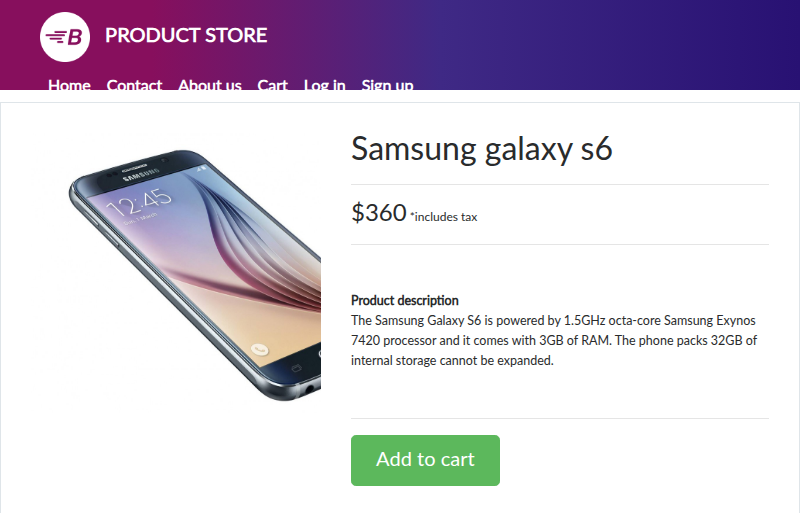 B PRODUCT STORE
Home Contact About us Cart Log in Sign up
SAMSUNG
12:45
Samsung galaxy s6
$360 *includes tax
Product description
The Samsung Galaxy S6 is powered by 1.5GHz octa-core Samsung Exynos
7420 processor and it comes with 3GB of RAM. The phone packs 32GB of
internal storage cannot be expanded.
Add to cart